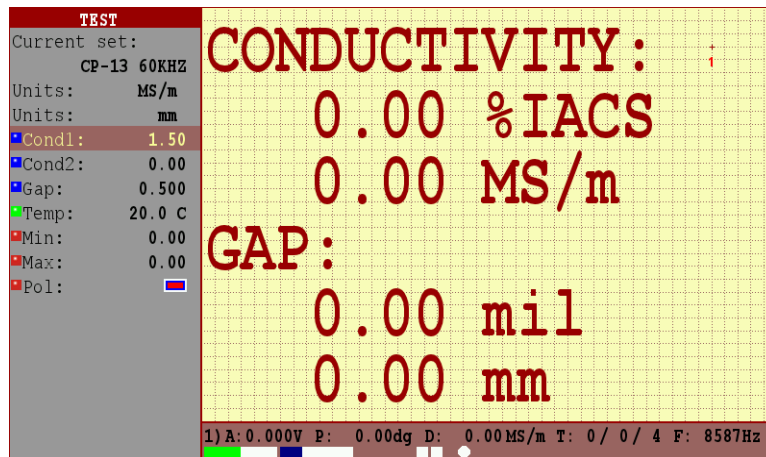 TEST
Current set:
CP-13 60KHZ
Units: MS/m
Units: mm
Cond1: 1.50
Cond2: 0.00
Gap: 0.500
Temp: 20.0 C
Min: 0.00
Max: 0.00
Pol:
CONDUCTIVITY:
1
0.00 %IACS
0.00 MS/m
GAP:
0.00 mil
0.00 mm
1)A:0.000V P: 0.00dg D: 0.00MS/m T: 0/ 0/ 4 F: 8587Hz